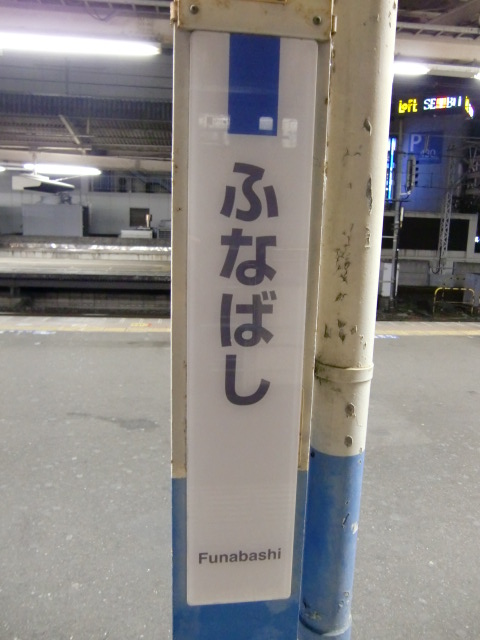 ふなばし
Funabashi
Loft SEIBU
P